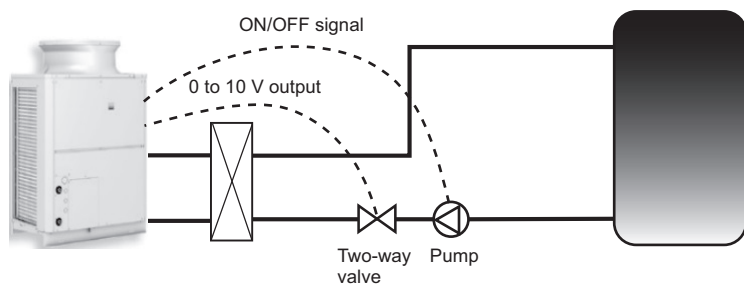 ON/OFF signal
0 to 10 V output
Two-way
valve
Pump